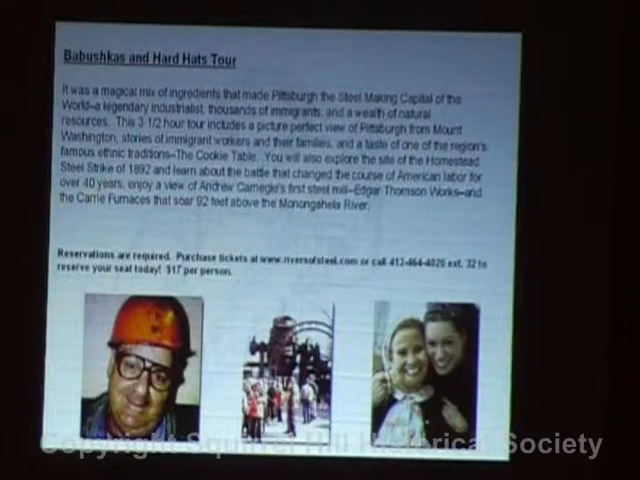 Babushkas and Hard Hats Tour
It was a magical mix of ingredients that made Pittsburgh the Steel Making Capital of the
World--a legendary industrialist, thousands of immigrants, and a wealth of natural
resources. This 3 1/2 hour tour includes a picture perfect view of Pittsburgh from Mount
Washington, stories of immigrant workers and their families, and a taste of one of the region's
famous ethnic traditions--The Cookie Table. You will also explore the site of the Homestead
Steel Strike of 1892 and learn about the battle that changed the course of American labor for
over 40 years, enjoy a view of Andrew Carnegie's first steel mill--Edgar Thomson Works--and
the Carrie Furnaces that soar 92 feet above the Monongahela River.
Reservations are required. Purchase tickets at www.riversofsteel.com or call 412-464-4020 ext. 32 to
reserve your seat today! $17 per person.
Copyright Squirrel Hill Historical Society